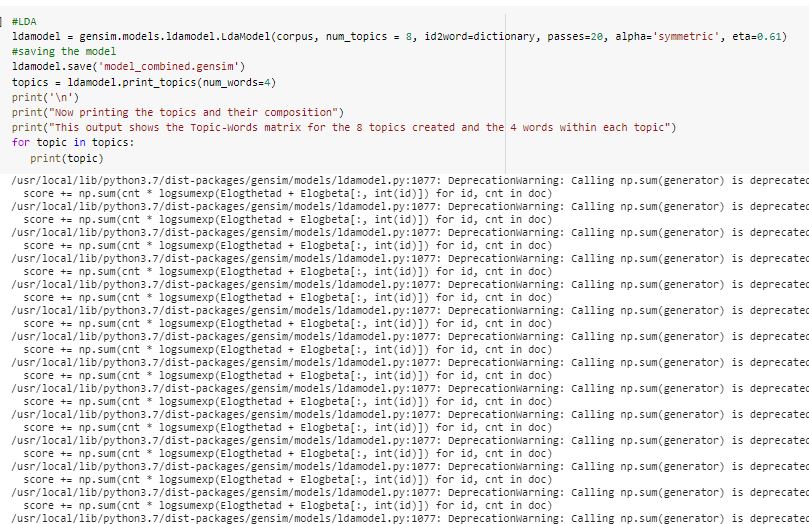 #LDA
ldamodel = gensim.models.ldamodel.LdaModel(corpus, num_topics = 8, id2word=dictionary, passes=20, alpha='symmetric', eta=0.61)
#saving the model
ldamodel.save('model_combined.gensim')
topics = ldamodel.print_topics(num_words=4)
print('\n')
print("Now printing the topics and their composition")
print("This output shows the Topic-Words matrix for the 8 topics created and the 4 words within each topic")
for topic in topics:
print(topic)
/usr/local/lib/python3.7/dist-packages/gensim/models/ldamodel.py:1077: DeprecationWarning: Calling np.sum(generator) is deprecated
score += np.sum(cnt * logsumexp(Elogthetad + Elogbeta[:, int(id)]) for id, cnt in doc)
/usr/local/lib/python3.7/dist-packages/gensim/models/ldamodel.py:1077: DeprecationWarning: Calling np.sum(generator) is deprecated
score += np.sum(cnt * logsumexp(Elogthetad + Elogbeta[:, int(id)]) for id, cnt in doc)
/usr/local/lib/python3.7/dist-packages/gensim/models/ldamodel.py:1077: DeprecationWarning: Calling np.sum(generator) is deprecated
score += np.sum(cnt * logsumexp(Elogthetad + Elogbeta[:, int(id)]) for id, cnt in doc)
/usr/local/lib/python3.7/dist-packages/gensim/models/ldamodel.py:1077: DeprecationWarning: Calling np.sum(generator) is deprecated
score += np.sum(cnt * logsumexp(Elogthetad + Elogbeta[:, int(id)]) for id, cnt in doc)
/usr/local/lib/python3.7/dist-packages/gensim/models/ldamodel.py:1077: DeprecationWarning: Calling np.sum(generator) is deprecated
score += np.sum(cnt * logsumexp(Elogthetad + Elogbeta[:, int(id)]) for id, cnt in doc)
/usr/local/lib/python3.7/dist-packages/gensim/models/ldamodel.py:1077: DeprecationWarning: Calling np.sum(generator) is deprecated
score += np.sum(cnt * logsumexp(Elogthetad + Elogbeta[:, int(id)]) for id, cnt in doc)
/usr/local/lib/python3.7/dist-packages/gensim/models/ldamodel.py:1077: DeprecationWarning: Calling np.sum(generator) is deprecated
score += np.sum(cnt * logsumexp(Elogthetad + Elogbeta[:, int(id)]) for id, cnt in doc)
/usr/local/lib/python3.7/dist-packages/gensim/models/ldamodel.py:1077: DeprecationWarning: Calling np.sum(generator) is deprecated
score += np.sum(cnt * logsumexp(Elogthetad + Elogbeta[:, int(id)]) for id, cnt in doc)
/usr/local/lib/python3.7/dist-packages/gensim/models/ldamodel.py:1077: DeprecationWarning: Calling np.sum(generator) is deprecated
score += np.sum(cnt * logsumexp(Elogthetad + Elogbeta[:, int(id)]) for id, cnt in doc)
/usr/local/lib/python3.7/dist-packages/gensim/models/ldamodel.py:1077: DeprecationWarning: Calling np.sum(generator) is deprecated
score += np.sum(cnt * logsumexp(Elogthetad + Elogbeta[:, int(id)]) for id, cnt in doc)
/usr/local/lib/python3.7/dist-packages/gensim/models/ldamodel.py:1077: DeprecationWarning: Calling np.sum(generator) is deprecated
score += np.sum(cnt * logsumexp(Elogthetad + Elogbeta[:, int(id)]) for id, cnt in doc)
/usr/local/lib/python3.7/dist-packages/gensim/models/ldamodel.py:1077: DeprecationWarning: Calling np.sum(generator) is deprecated
score += np.sum(cnt * logsumexp(Elogthetad + Elogbeta[:, int(id)]) for id, cnt in doc)
/usr/local/lib/python3.7/dist-packages/gensim/models/ldamodel.py:1077: DeprecationWarning: Calling np.sum(generator) is deprecated
score += np.sum(cnt * logsumexp(Elogthetad + Elogbeta[:, int(id)]) for id, cnt in doc)
/usr/local/lib/python3.7/dist-packages/gensim/models/ldamodel.py:1077: DeprecationWarning: Calling np.sum(generator) is deprecated